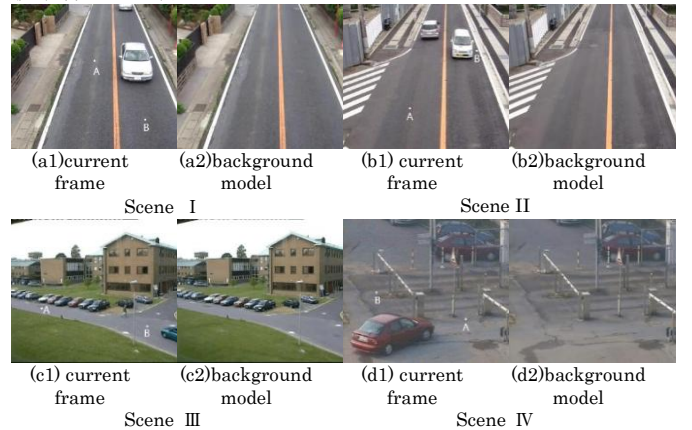 A
B
B
A
(a1)current frame
(a2)background model
(b1) current frame
(b2)background model
Scene Ⅰ
Scene II
A
B
B
A
(c1) current frame
(c2)background model
(d1) current frame
(d2)background model
Scene Ⅲ
Scene Ⅳ